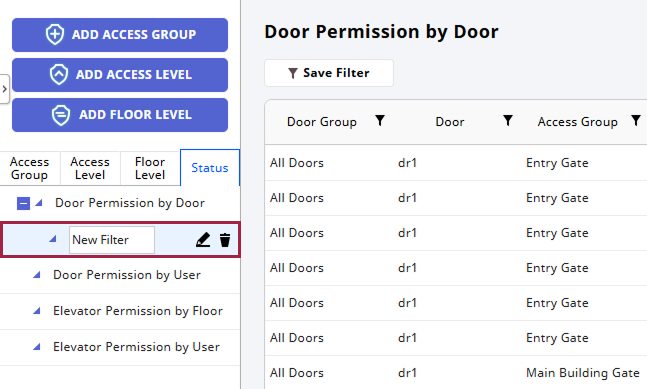 ADD ACCESS GROUP
ADD ACCESS LEVEL
ADD FLOOR LEVEL
Access Group
Access Level
Floor Level
Status
Door Permission by Door
New Filter
Door Permission by User
Elevator Permission by Floor
Elevator Permission by User
Door Permission by Door
Save Filter
Door Group Door Access Group
All Doors dr1 Entry Gate
All Doors dr1 Entry Gate
All Doors dr1 Entry Gate
All Doors dr1 Entry Gate
All Doors dr1 Entry Gate
All Doors dr1 Entry Gate
All Doors dr1 Main Building Gate